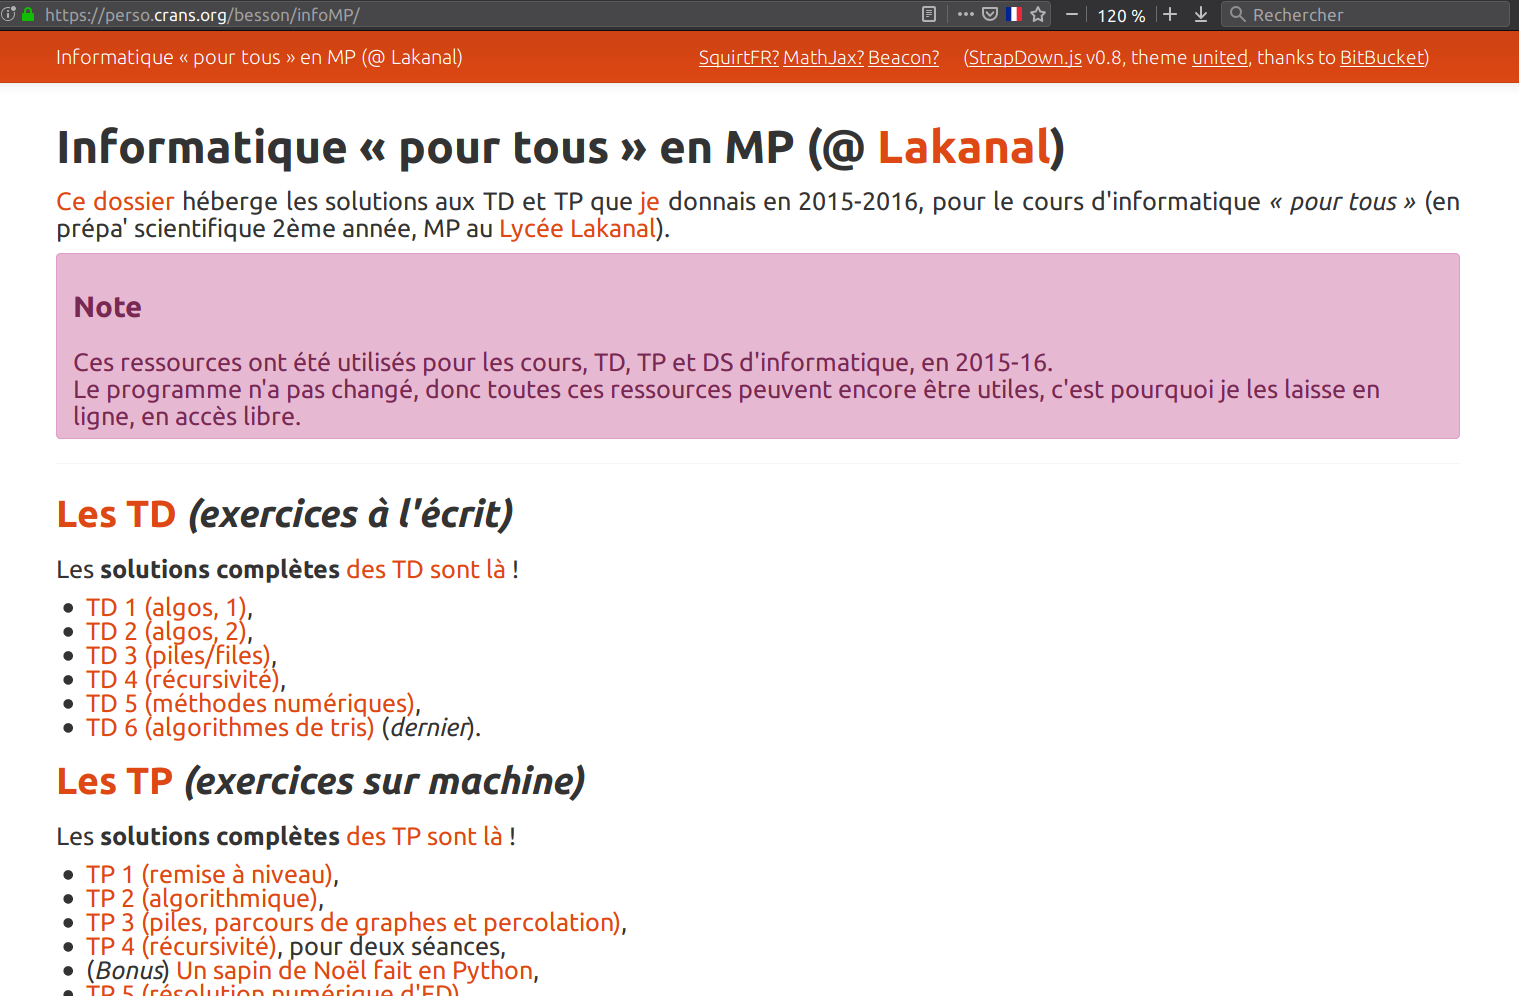 https://perso.crans.org/besson/infoMP/
120 %
Rechercher
Informatique « pour tous » en MP (@ Lakanal)
SquirtFR? MathJax? Beacon? (StrapDown.js v0.8, theme united, thanks to BitBucket)
Informatique « pour tous » en MP (@ Lakanal)
Ce dossier héberge les solutions aux TD et TP que je donnais en 2015-2016, pour le cours d'informatique « pour tous » (en
prépa' scientifique 2ème année, MP au Lycée Lakanal).
Note
Ces ressources ont été utilisés pour les cours, TD, TP et DS d'informatique, en 2015-16.
Le programme n'a pas changé, donc toutes ces ressources peuvent encore être utiles, c'est pourquoi je les laisse en
ligne, en accès libre.
Les TD (exercices à l'écrit)
Les solutions complètes des TD sont là !
• TD 1 (algos, 1),
• TD 2 (algos, 2),
• TD 3 (piles/files),
• TD 4 (récursivité),
• TD 5 (méthodes numériques),
• TD 6 (algorithmes de tris) (dernier).
Les TP (exercices sur machine)
Les solutions complètes des TP sont là !
• TP 1 (remise à niveau),
• TP 2 (algorithmique),
• TP 3 (piles, parcours de graphes et percolation),
• TP 4 (récursivité), pour deux séances,
• (Bonus) Un sapin de Noël fait en Python,
• TP 5 (résolution numérique d'ED)